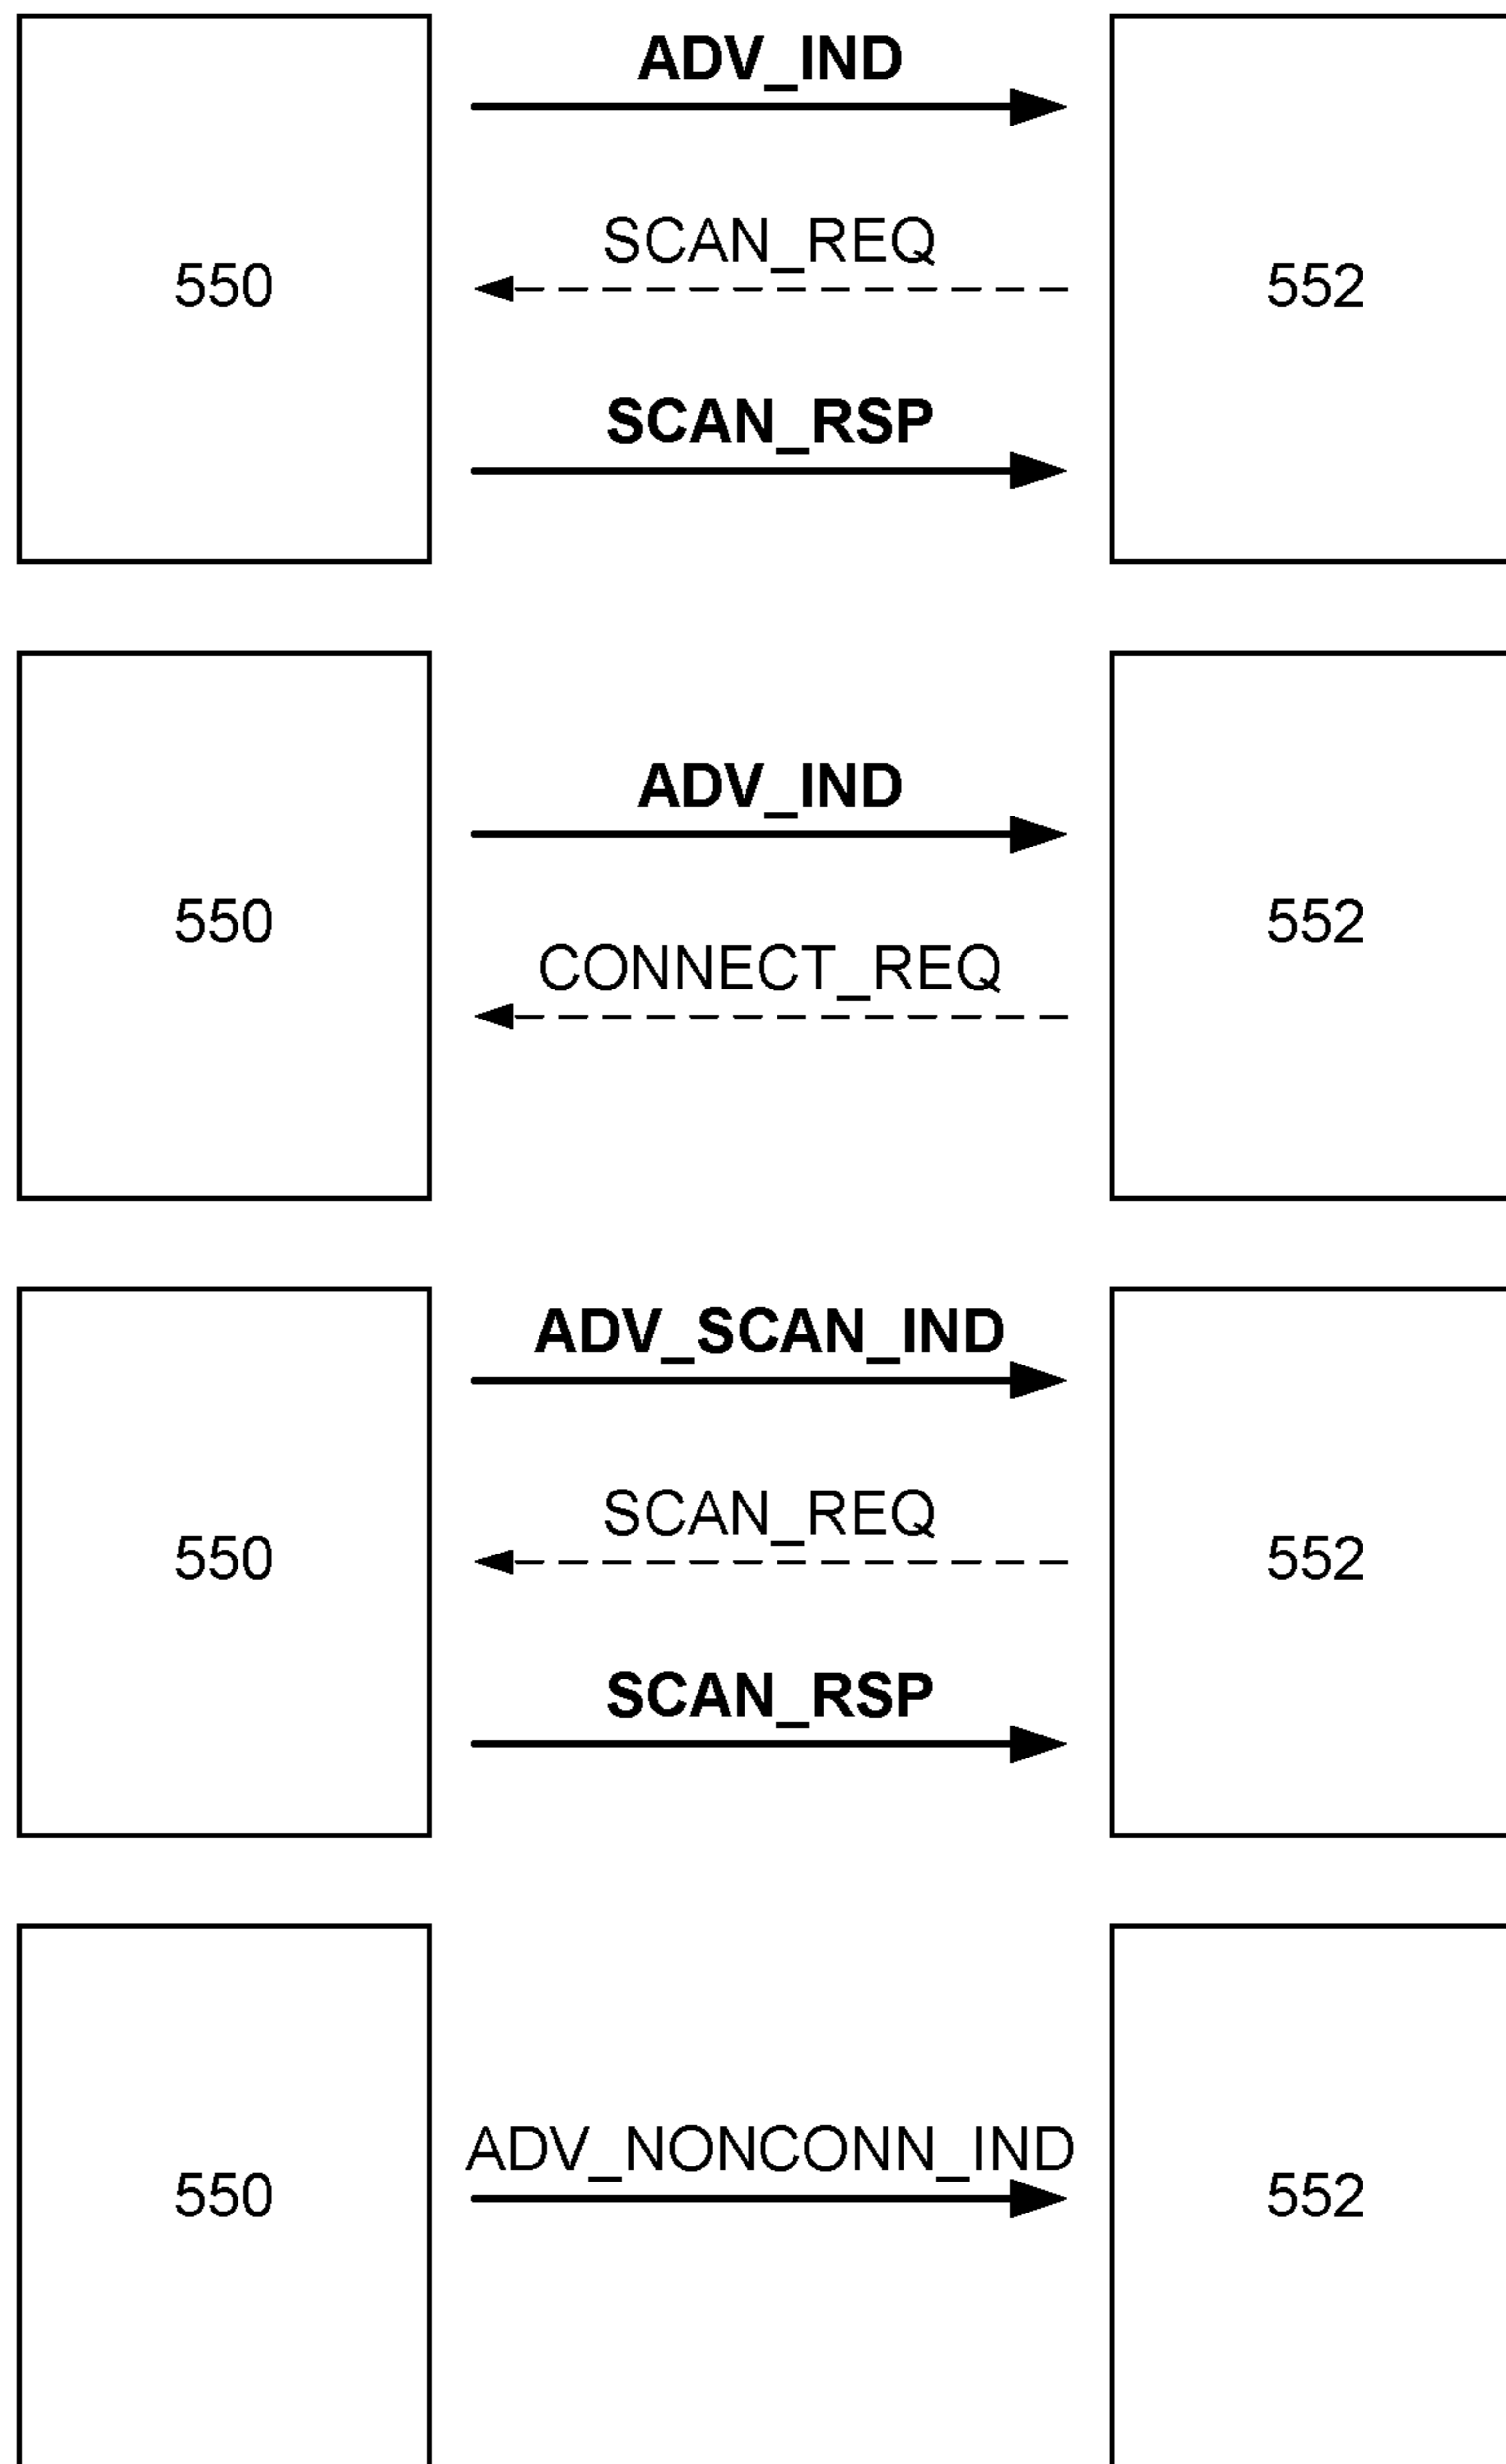 ADV_IND
SCAN_REQ
550
552
SCAN_RSP
ADV_IND
550
552
CONNECT_REQ
ADV_SCAN_IND
SCAN_REQ
550
552
SCAN_RSP
ADV_NONCONN_IND
550
552